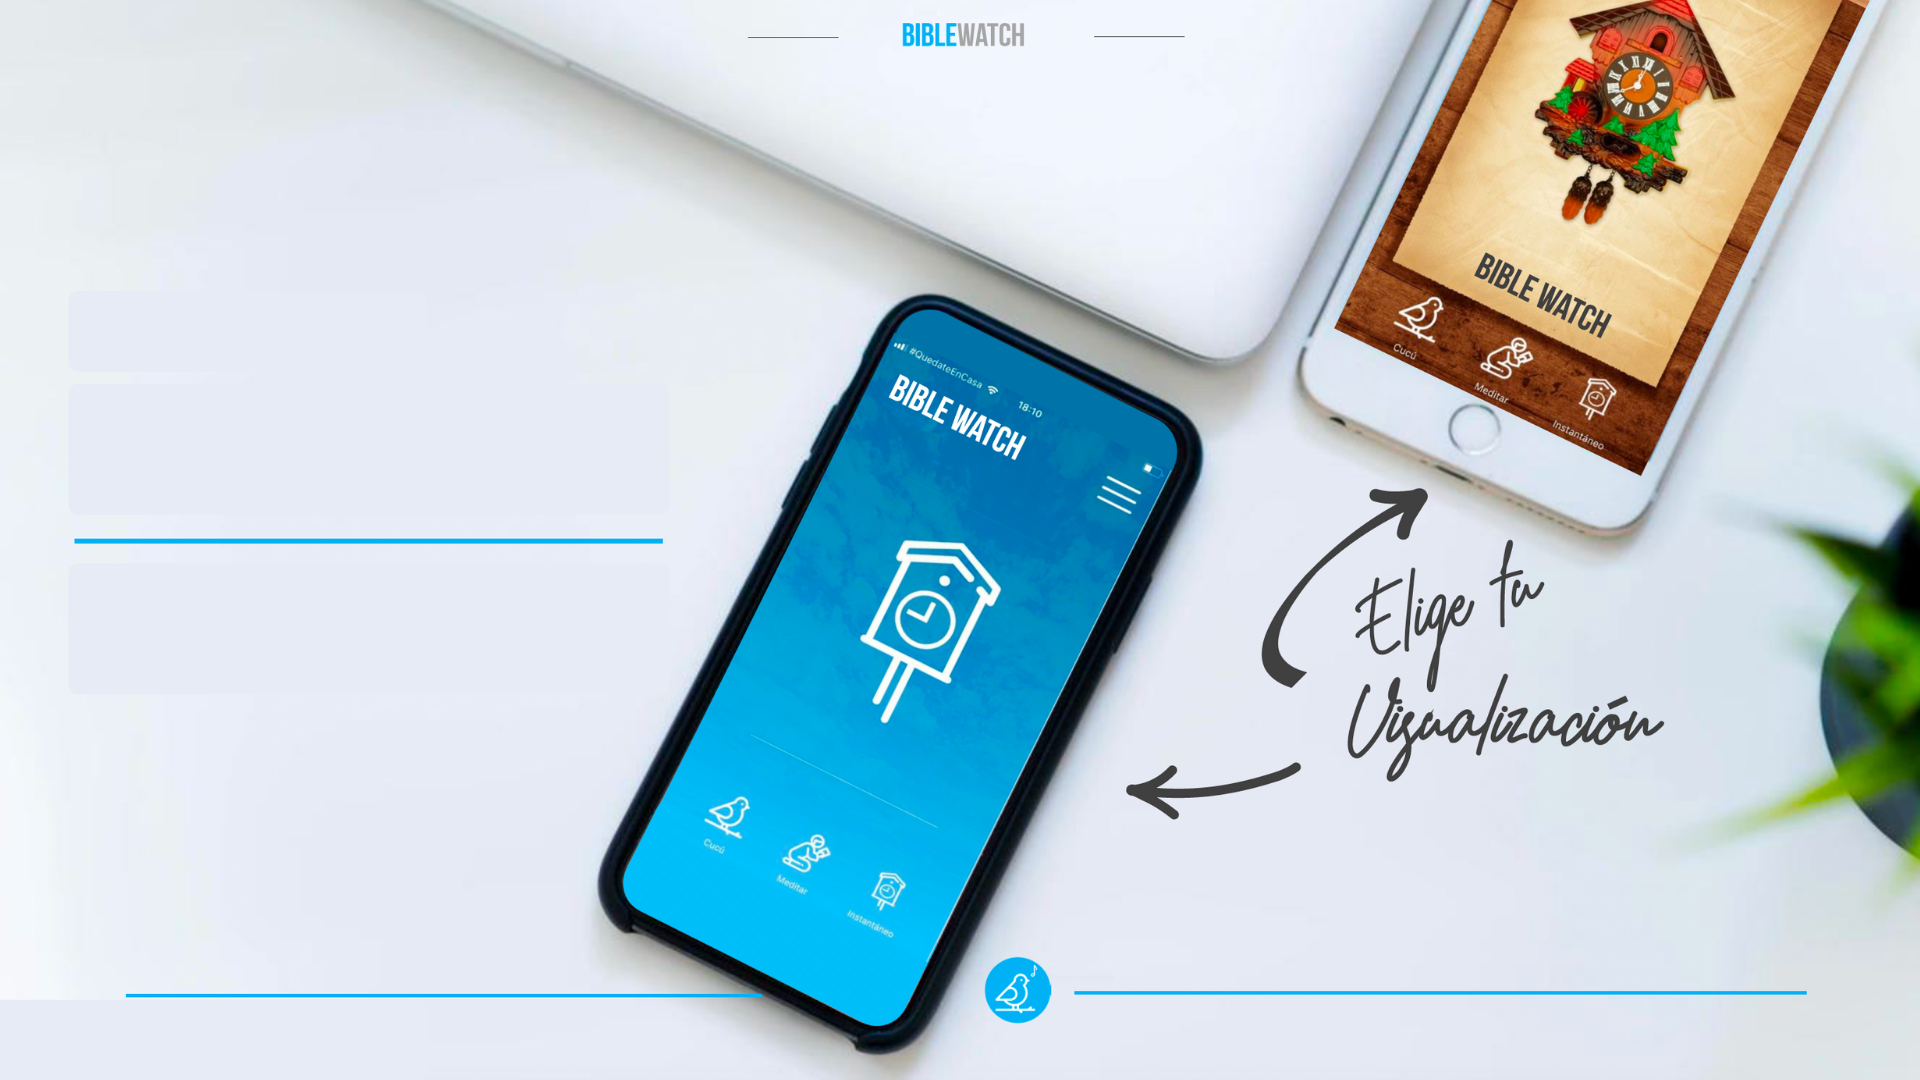 BIBLEWATCH
BIBLE WATCH
Cucú
Meditar
Instantáneo
#QuedateEnCasa 18:10
BIBLE WATCH
Elige tu
Visualización
Cucú
Meditar
Instantáneo